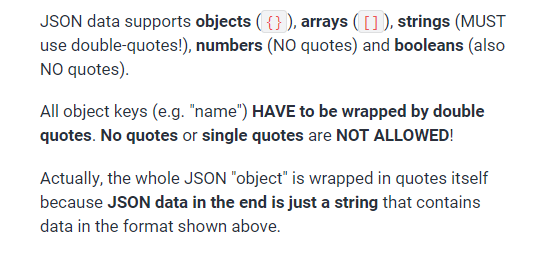 JSON data supports objects ( {} ), arrays ( [] ), strings (MUST
use double-quotes!), numbers (NO quotes) and booleans (also
NO quotes).
All object keys (e.g. "name") HAVE to be wrapped by double
quotes. No quotes or single quotes are NOT ALLOWED!
Actually, the whole JSON "object" is wrapped in quotes itself
because JSON data in the end is just a string that contains
data in the format shown above.